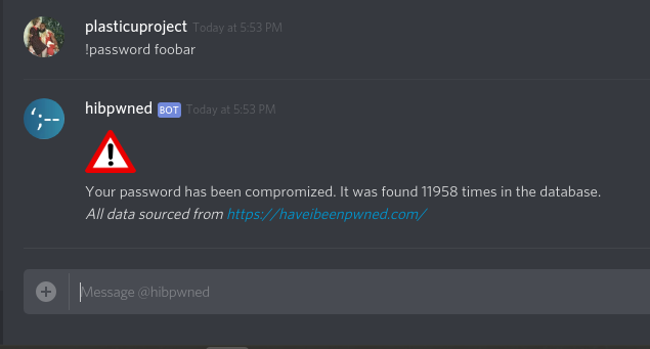 plasticuproject Today at 5:53 PM
!password foobar
';--
hibpwned BOT Today at 5:53 PM
!
Your password has been compromized. It was found 11958 times in the database.
All data sourced from https://haveibeenpwned.com/
Message @hibpwned